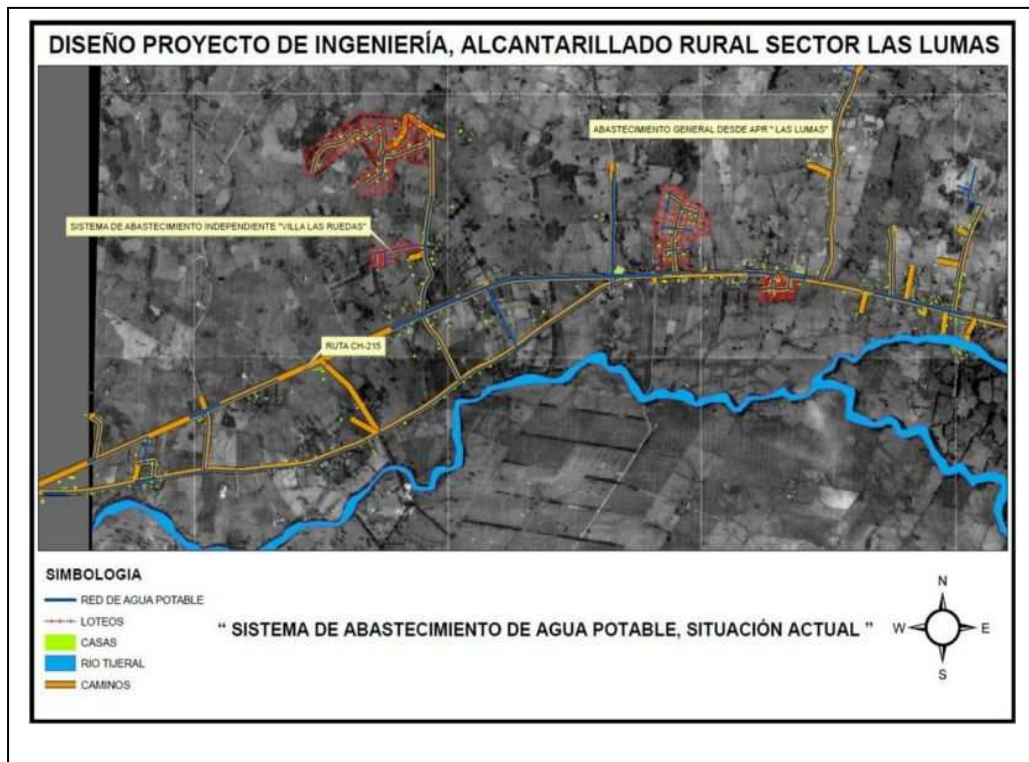 DISEÑO PROYECTO DE INGENIERÍA, ALCANTARILLADO RURAL SECTOR LAS LUMAS
ABASTECIMIENTO GENERAL DESDE APR " LAS LUMAS"
SISTEMA DE ABASTECIMIENTO INDEPENDIENTE "VILLA LAS RUEDAS"
RUTA CH-215
SIMBOLOGIA
RED DE AGUA POTABLE
LOTEOS
CASAS
RIO TIJERAL
CAMINOS
" SISTEMA DE ABASTECIMIENTO DE AGUA POTABLE, SITUACIÓN ACTUAL "
N
W E
S